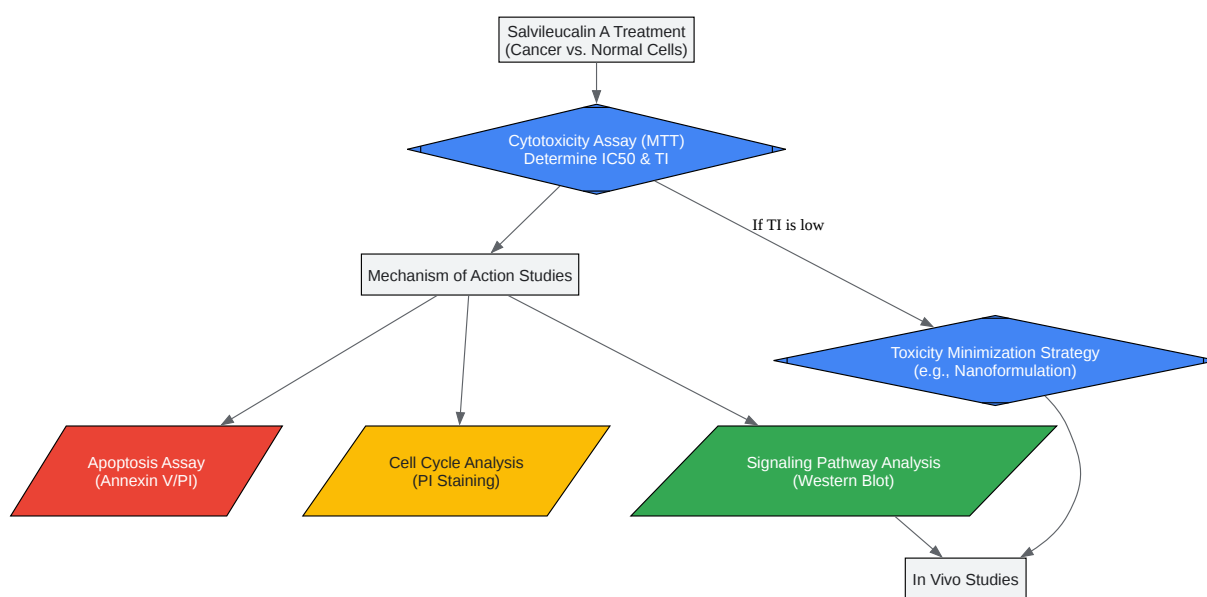 Salvileucalin A Treatment
(Cancer vs. Normal Cells)
Cytotoxicity Assay (MTT)
Determine IC50 & TI
If TI is low
Mechanism of Action Studies
Toxicity Minimization Strategy
(e.g., Nanoformulation)
Apoptosis Assay
(Annexin V/PI)
Cell Cycle Analysis
(PI Staining)
Signaling Pathway Analysis
(Western Blot)
In Vivo Studies